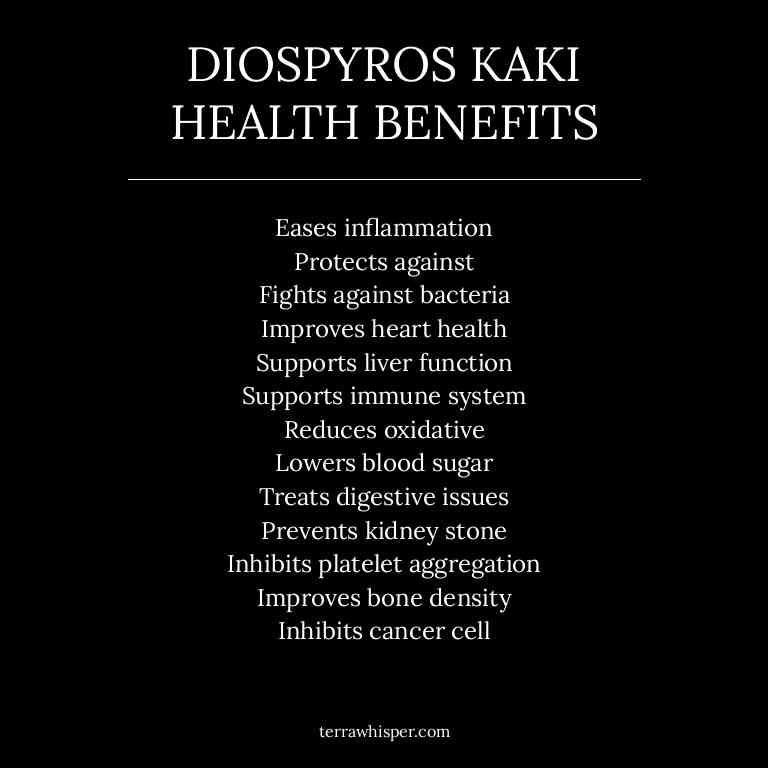 DIOSPYROS KAKI
HEALTH BENEFITS
Eases inflammation
Protects against
Fights against bacteria
Improves heart health
Supports liver function
Supports immune system
Reduces oxidative
Lowers blood sugar
Treats digestive issues
Prevents kidney stone
Inhibits platelet aggregation
Improves bone density
Inhibits cancer cell
terrawhisper.com